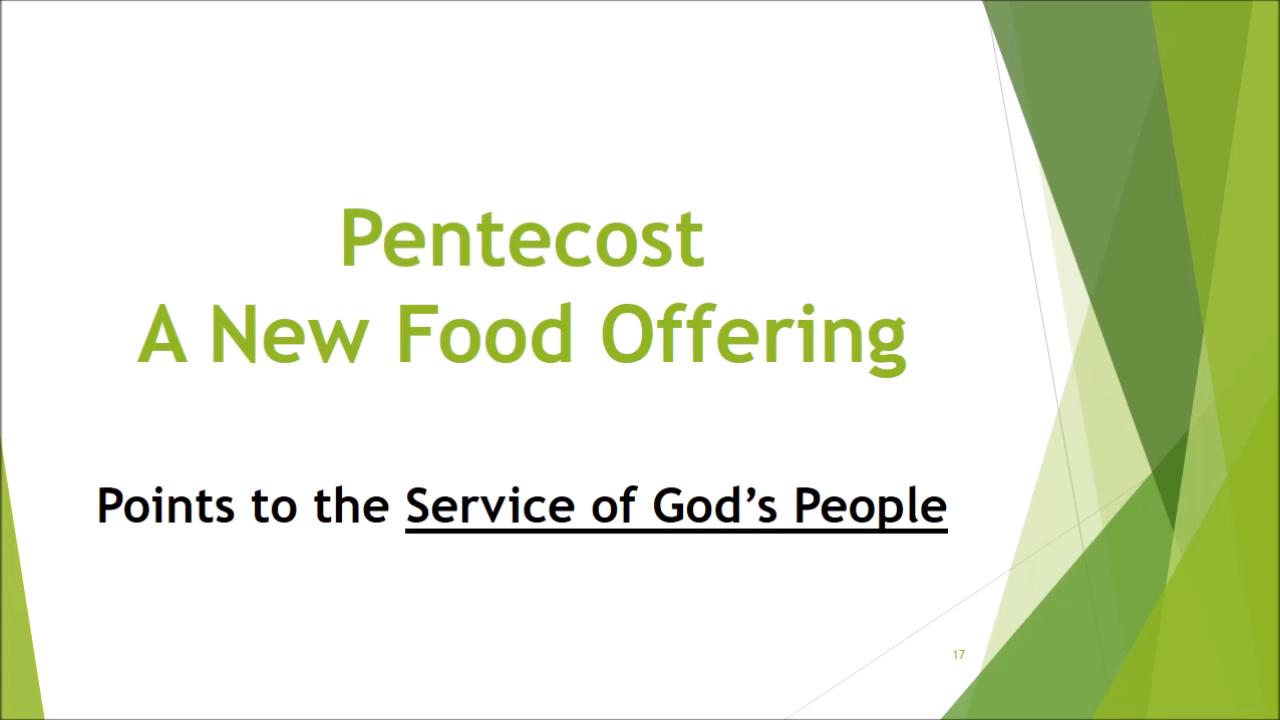 Pentecost
A New Food Offering
Points to the Service of God’s People
17